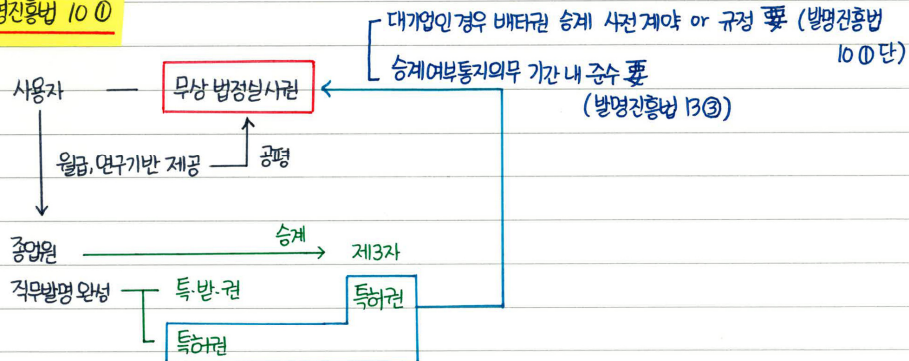 발명진흥법 10 ①
대기업인 경우 배타권 승계 사전 계약 or 규정 要 (발명진흥법
10 ① 단)
승계여부통지의무 기간 내 준수 要
(발명진흥법 13 ③)
사용자 — 무상 법정실시권
월급, 연구기반 제공
공평
종업원
승계
제3자
직무발명 완성
특·받·권
특허권
특허권